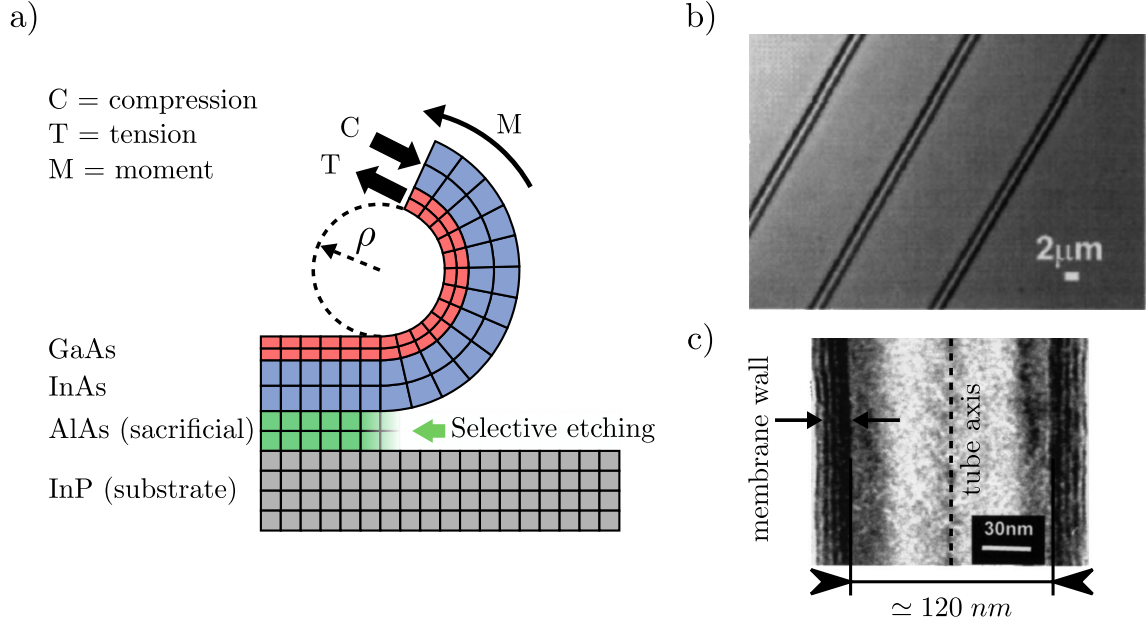 a)
C = compression
T = tension
M = moment
C
T
M
ρ
GaAs
InAs
AlAs (sacrificial)
Selective etching
InP (substrate)
b)
2μm
c)
membrane wall
tube axis
30nm
≃ 120 nm